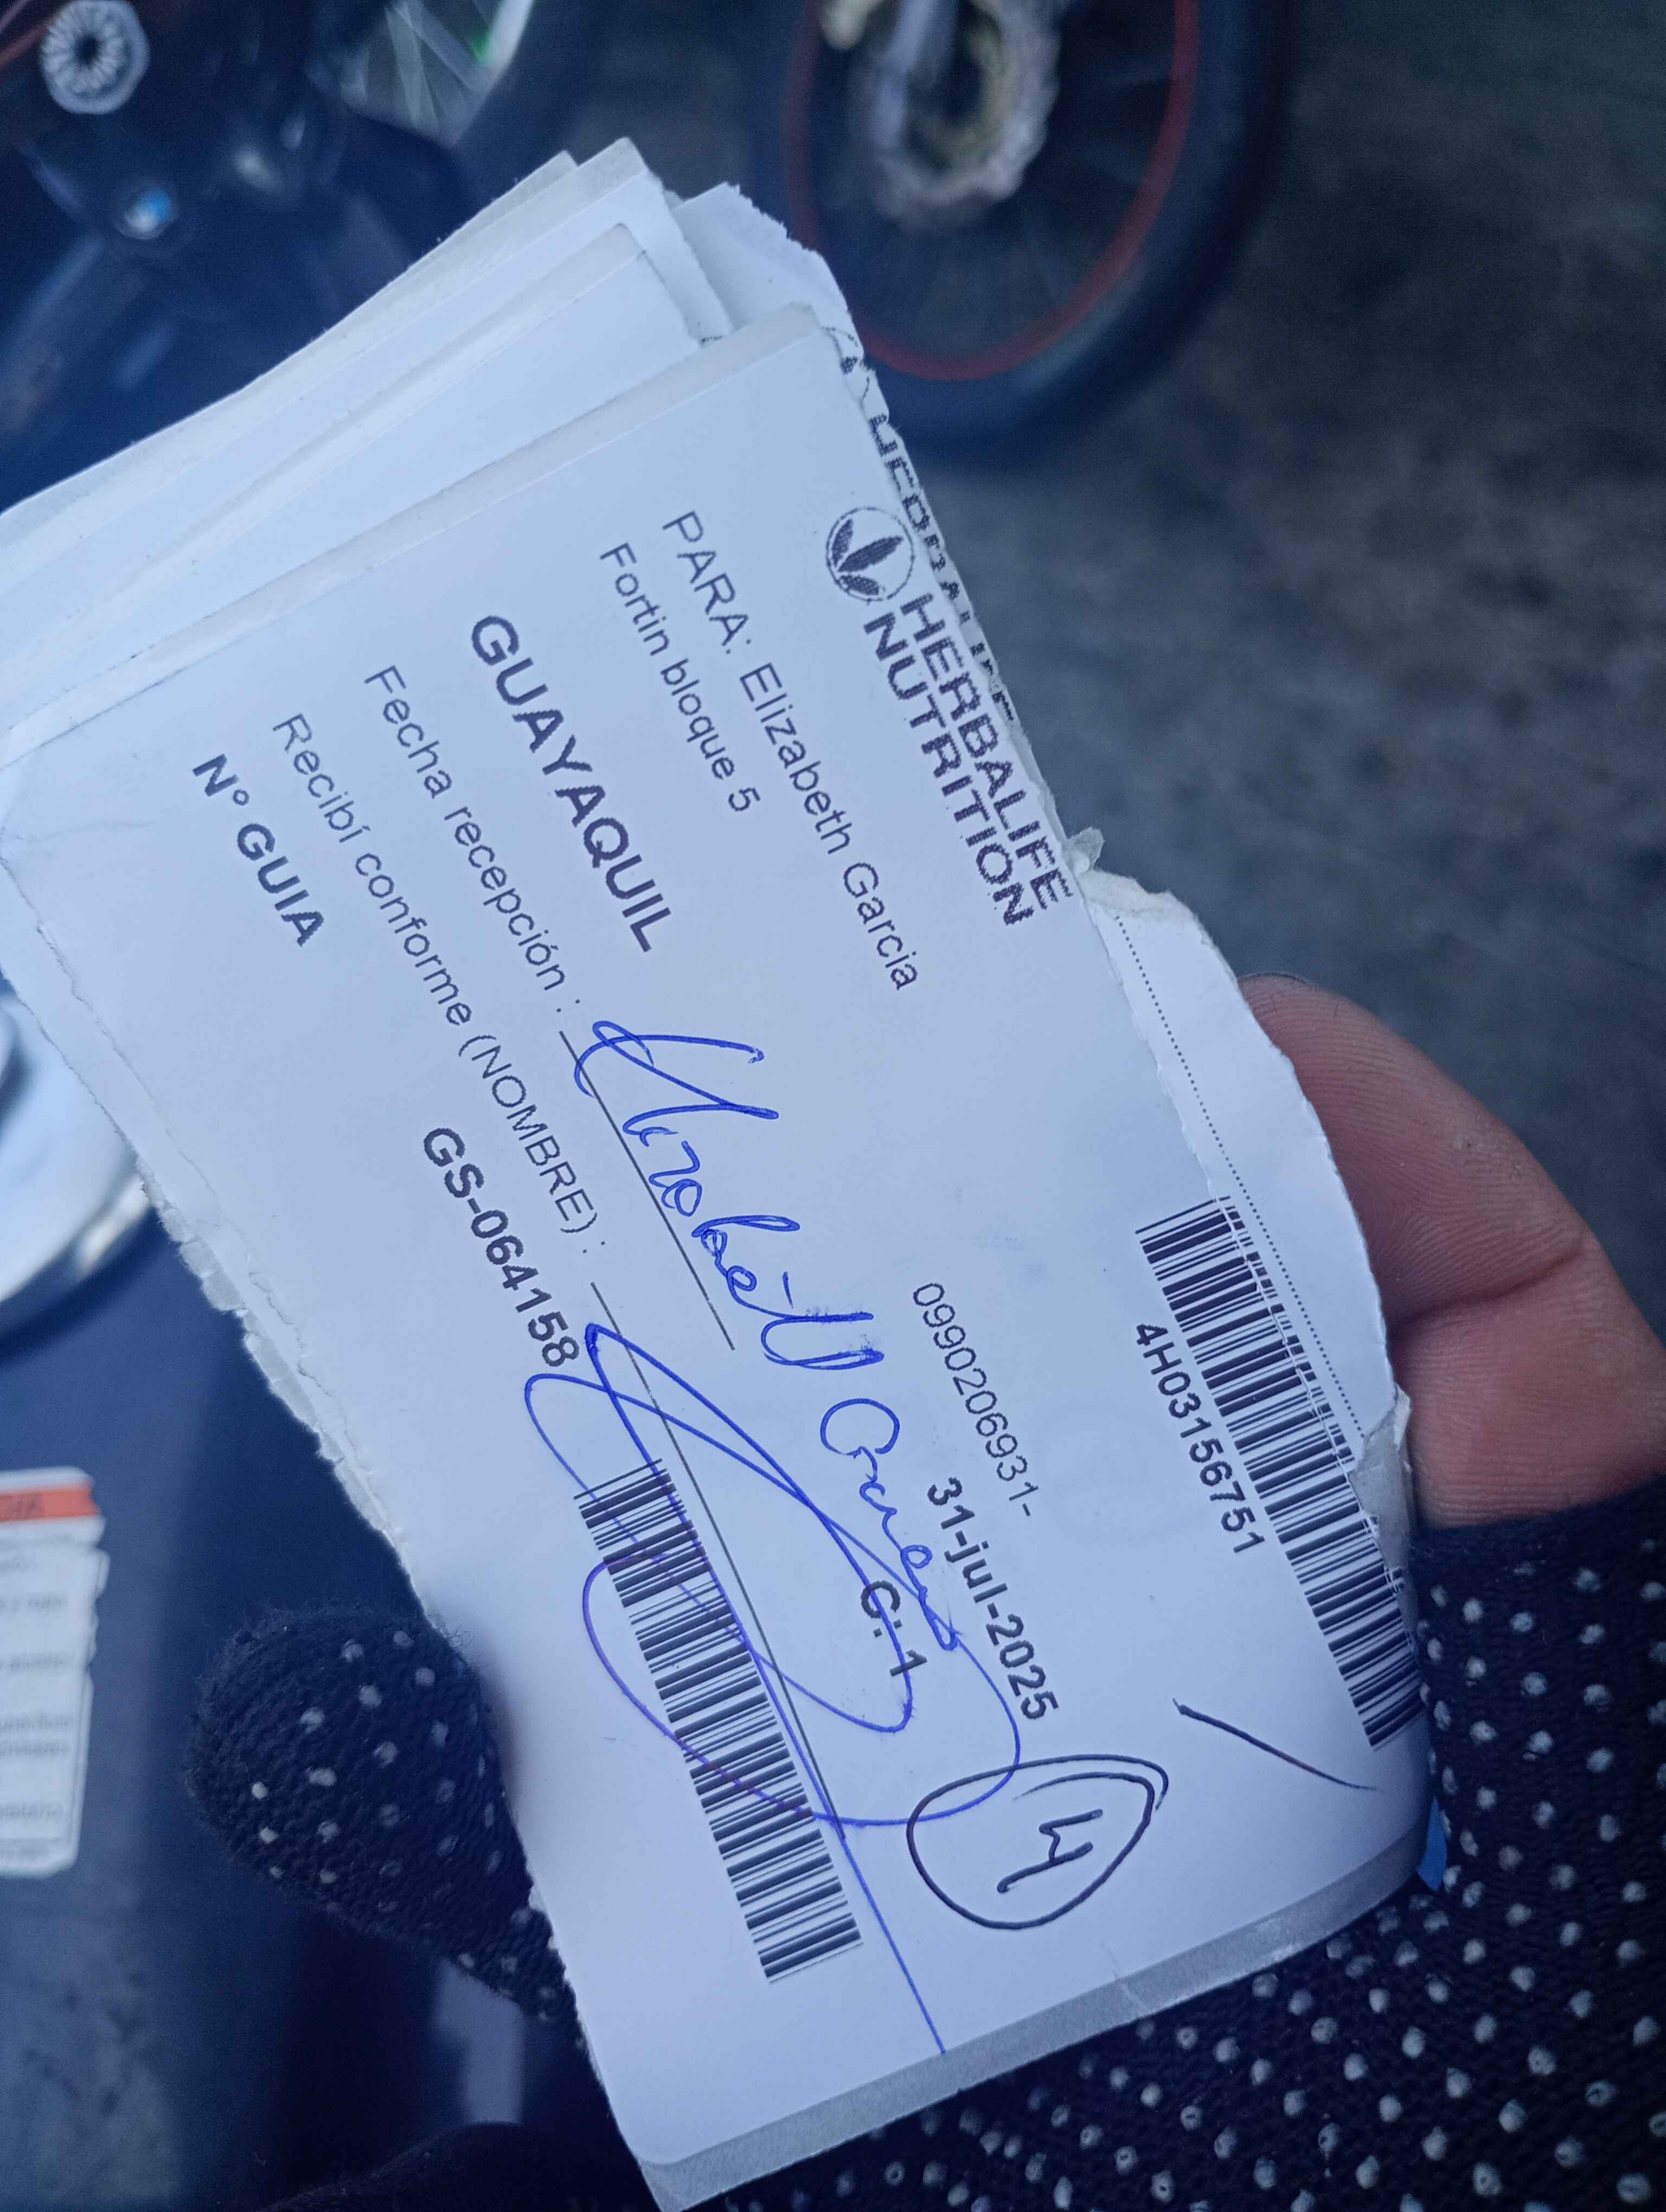 HERBALIFE
NUTRITION
4H03156751
PARA: Elizabeth Garcia
0990206931-
Fortin bloque 5
31-jul-2025
GUAYAQUIL
C: 1
4
Fecha recepción :
Recibí conforme (NOMBRE) :
N° GUIA
GS-064158